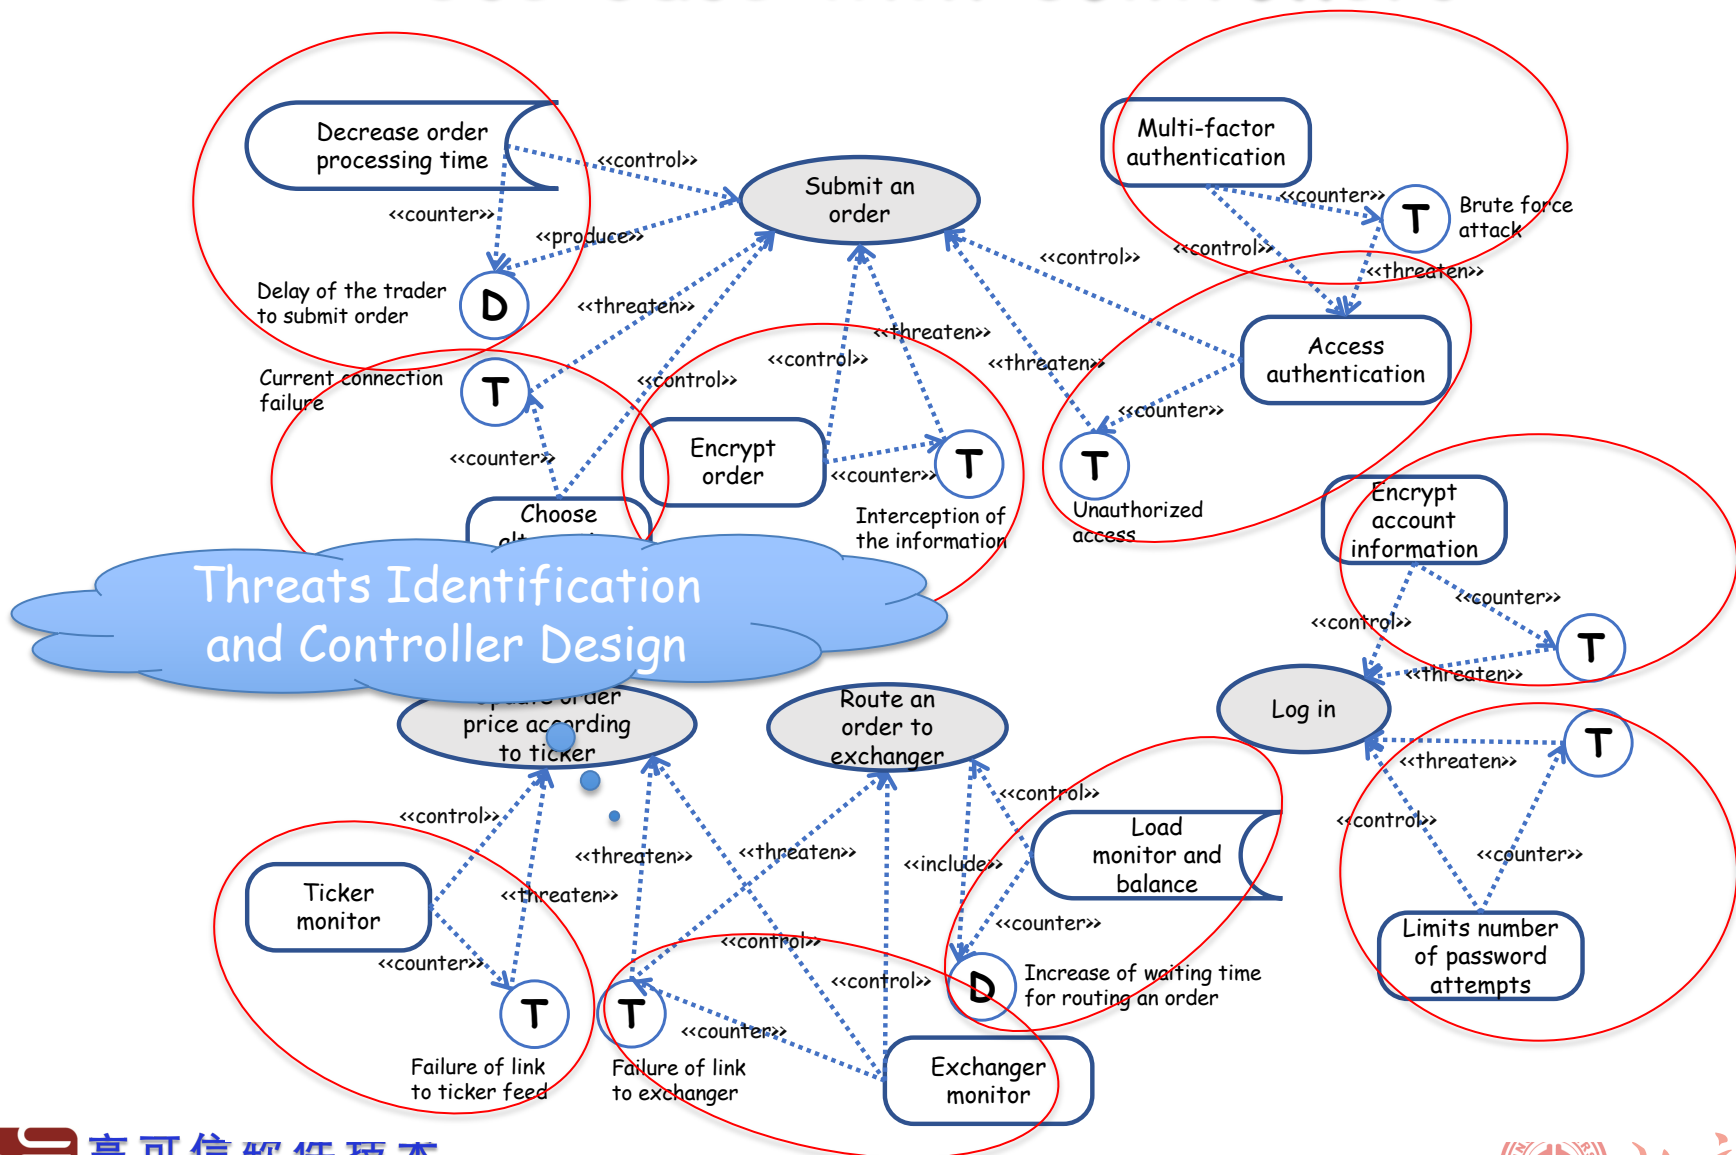 Decrease order
processing time
<<control>>
<<counter>>
<<produce>>
Submit an
order
Multi-factor
authentication
<<counter>>
Brute force
attack
<<control>>
<<threaten>>
<<control>>
Delay of the trader
to submit order
D
T
<<threaten>>
Current connection
failure
T
<<control>>
<<counter>>
Choose
<<control>>
<<threaten>>
Encrypt
order
<<counter>>
T
Interception of
the information
<<threaten>>
Access
authentication
<<counter>>
T
Unauthorized
access
Encrypt
account
information
<<counter>>
<<control>>
T
<<threaten>>
Threats Identification
and Controller Design
price according
to ticker
Route an
order to
exchanger
Log in
T
<<threaten>>
<<control>>
<<counter>>
Limits number
of password
attempts
<<control>>
<<threaten>>
<<threaten>>
<<threaten>>
<<include>>
<<control>>
Load
monitor and
balance
<<counter>>
Ticker
monitor
<<counter>>
T
Failure of link
to ticker feed
T
Failure of link
to exchanger
<<control>>
<<control>>
<<counter>>
D
Increase of waiting time
for routing an order
Exchanger
monitor